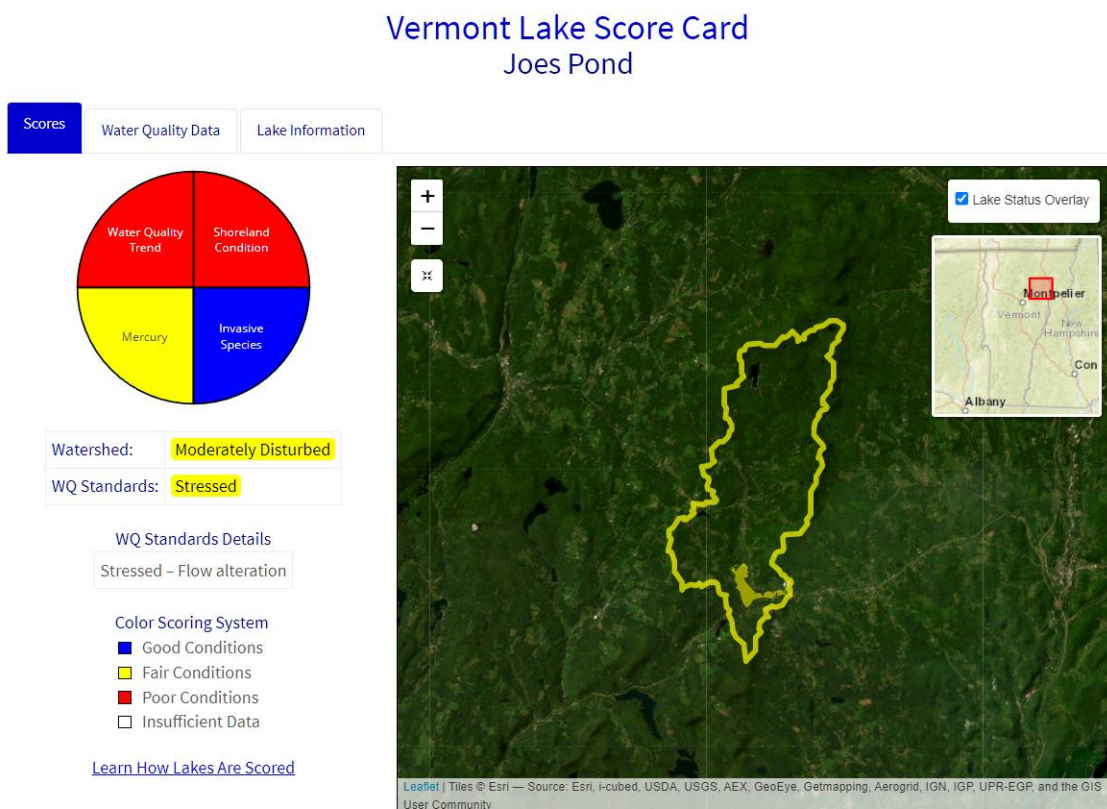 Vermont Lake Score Card
Joes Pond
Scores
Water Quality Data
Lake Information
Water Quality
Trend
Shoreland
Condition
Mercury
Invasive
Species
Watershed: Moderately Disturbed
WQ Standards: Stressed
WQ Standards Details
Stressed – Flow alteration
Color Scoring System
Good Conditions
Fair Conditions
Poor Conditions
Insufficient Data
Learn How Lakes Are Scored
+
−
Lake Status Overlay
Montpelier
Vermont
New
Hampshire
Con
Albany
Leaflet | Tiles © Esri — Source: Esri, i-cubed, USDA, USGS, AEX, GeoEye, Getmapping, Aerogrid, IGN, IGP, UPR-EGP, and the GIS
User Community